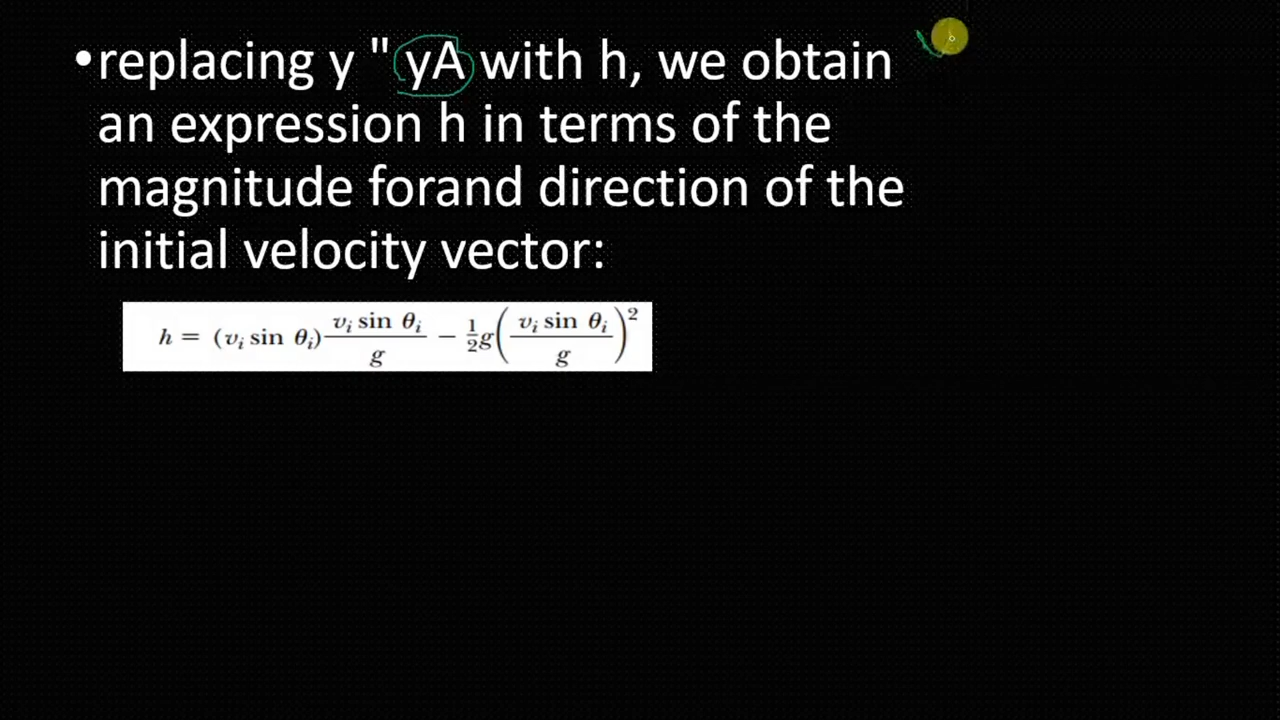 •replacing y " yA with h, we obtain
an expression h in terms of the
magnitude forand direction of the
initial velocity vector:
h = (vᵢ sin θᵢ) vᵢ sin θᵢ / g − ½g(vᵢ sin θᵢ / g)²